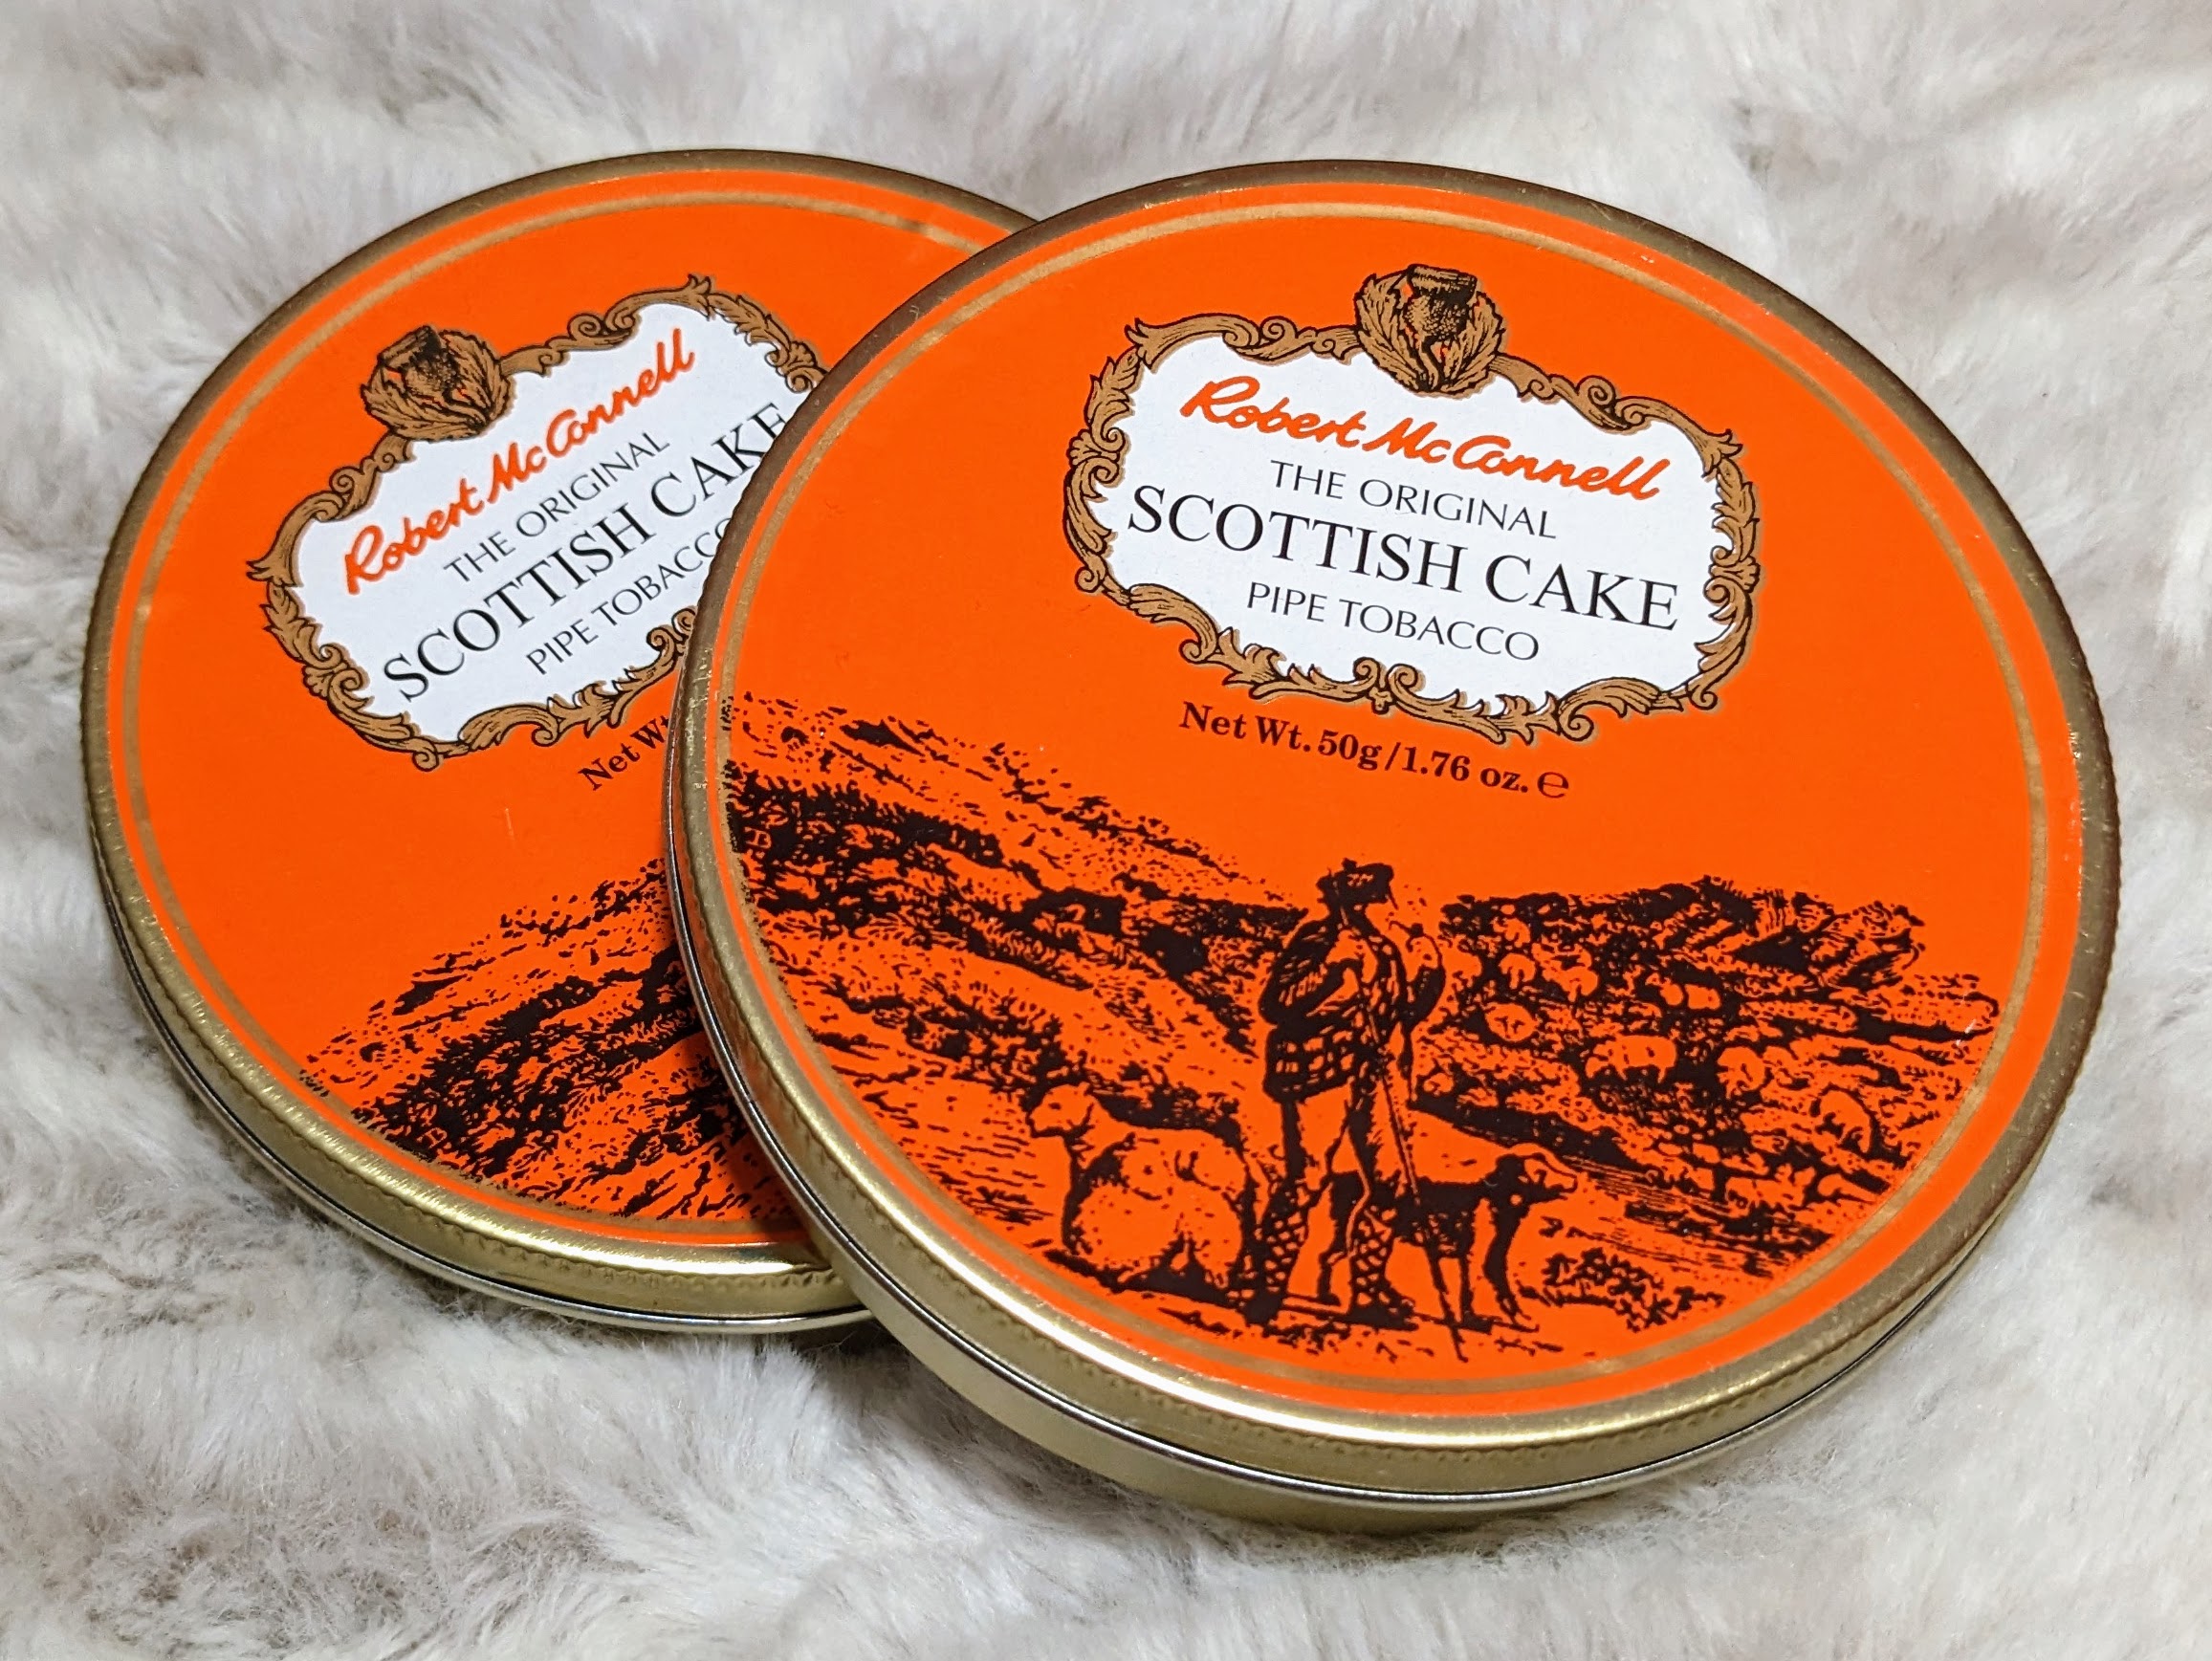 Robert McConnell
THE ORIGINAL
SCOTTISH CAKE
PIPE TOBACCO
Net Wt.
Robert McConnell
THE ORIGINAL
SCOTTISH CAKE
PIPE TOBACCO
Net Wt. 50g/1.76 oz. ℮